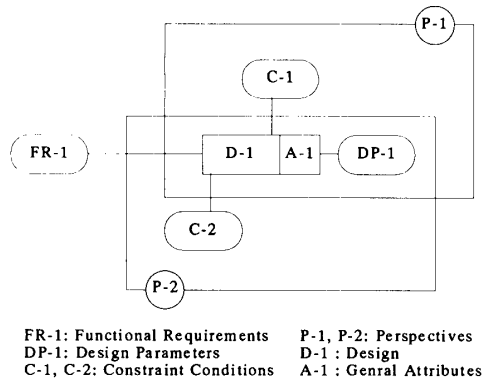 P-1
C-1
FR-1
D-1
A-1
DP-1
C-2
P-2
FR-1: Functional Requirements
P-1, P-2: Perspectives
DP-1: Design Parameters
D-1 : Design
C-1, C-2: Constraint Conditions
A-1 : Genral Attributes